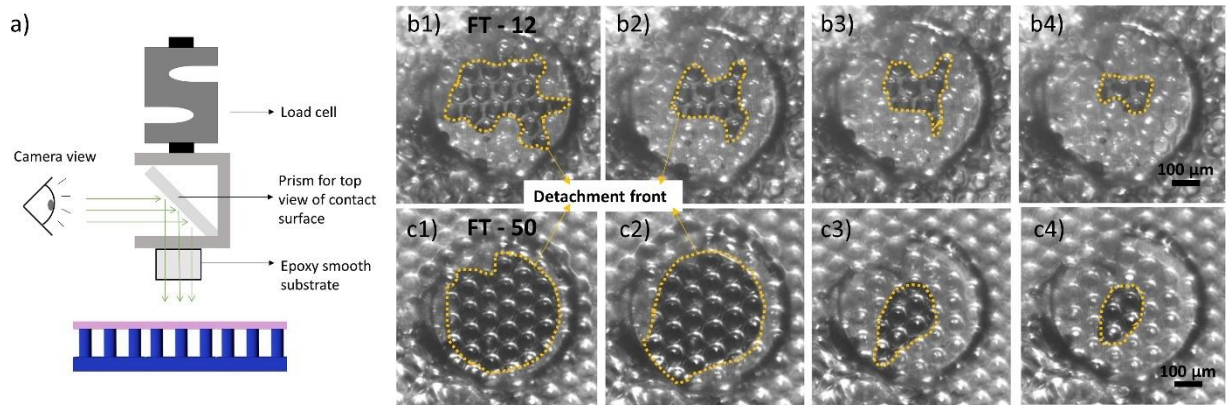 a)
Load cell
Camera view
Prism for top
view of contact
surface
Epoxy smooth
substrate
b1)
FT - 12
b2)
b3)
b4)
100 µm
Detachment front
c1)
FT - 50
c2)
c3)
c4)
100 µm